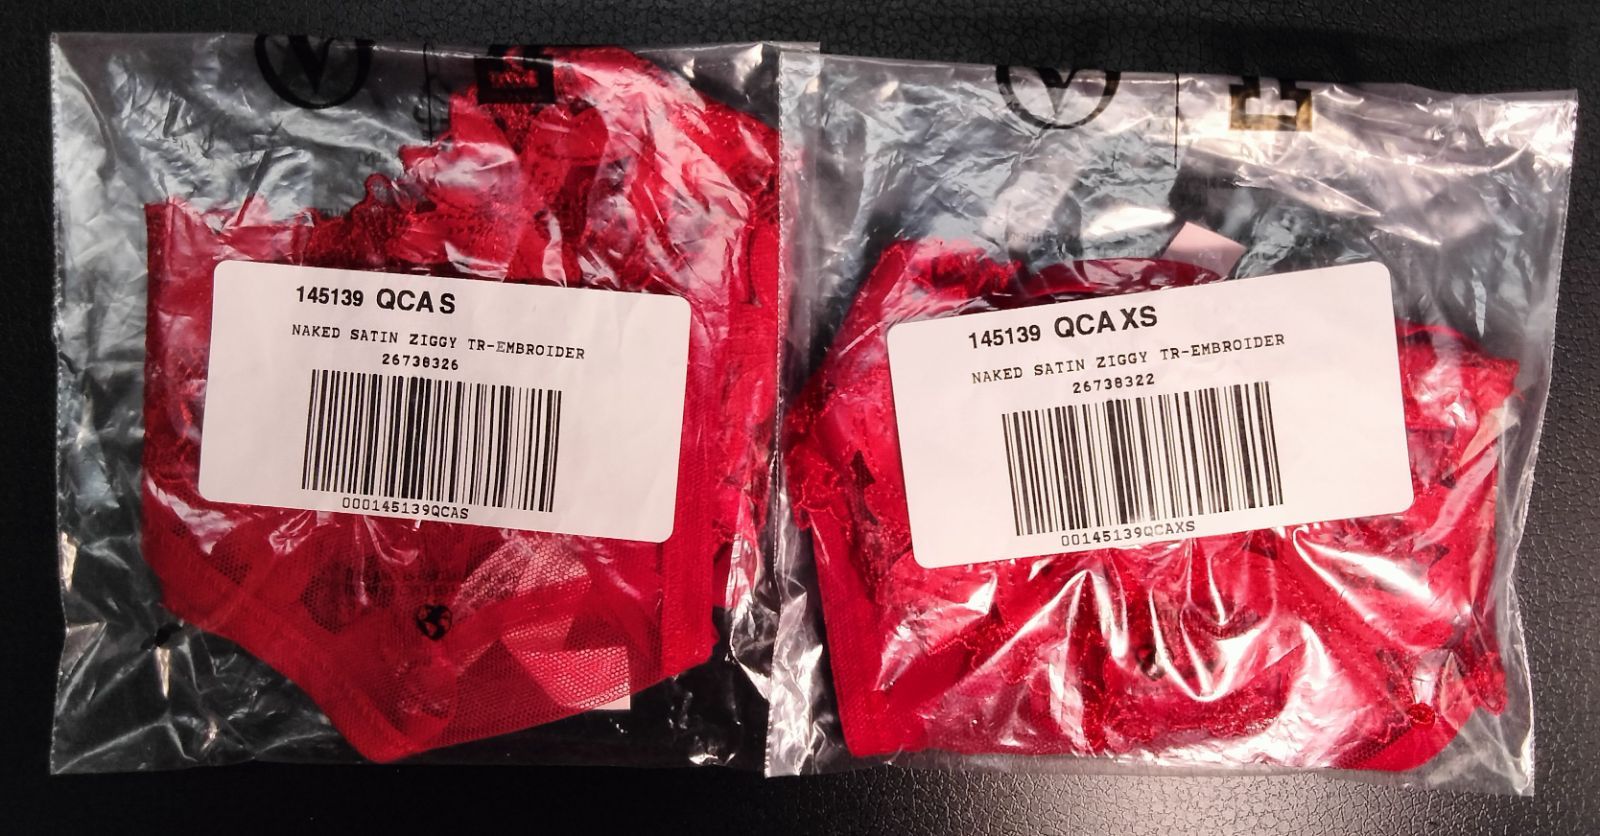 145139 QCA S
NAKED SATIN ZIGGY TR-EMBROIDER
26738326
000145139QCAS
145139 QCA XS
NAKED SATIN ZIGGY TR-EMBROIDER
26738322
00145139QCAXS